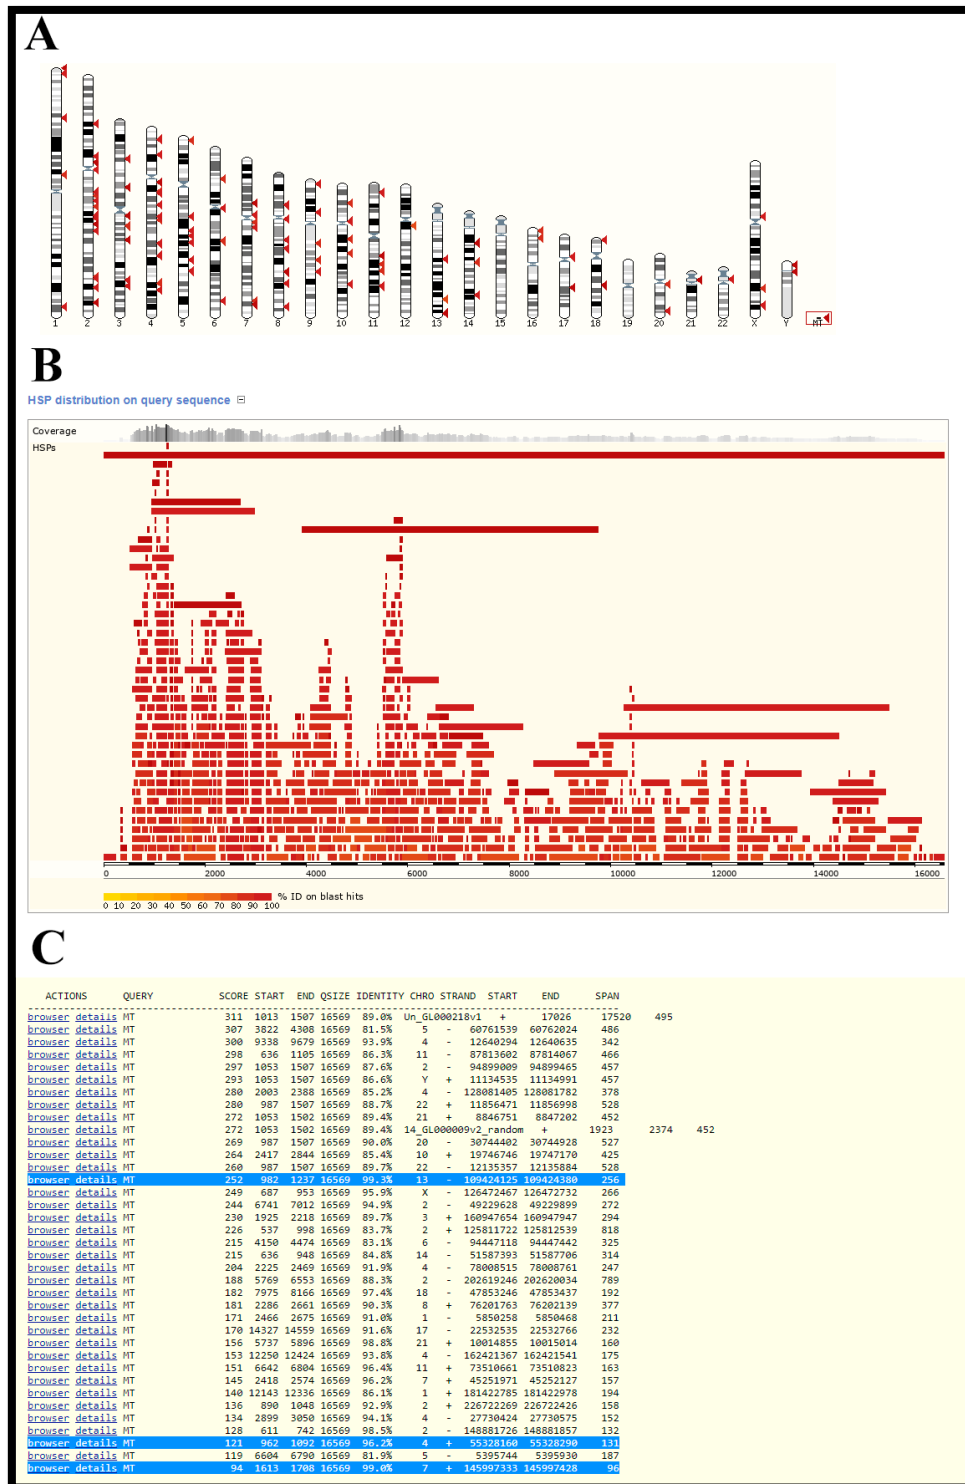 A
1 2 3 4 5 6 7 8 9 10 11 12 13 14 15 16 17 18 19 20 21 22 X Y MT
B
HSP distribution on query sequence
Coverage
HSPs
0 2000 4000 6000 8000 10000 12000 14000 16000
% ID on blast hits
0 10 20 30 40 50 60 70 80 90 100
C
ACTIONS QUERY SCORE START END QSIZE IDENTITY CHRO STRAND START END SPAN
browser details MT 311 1013 1507 16569 89.0% Un_GL000218v1 + 17026 17520 495
browser details MT 307 3822 4308 16569 81.5% 5 - 60761539 60762024 486
browser details MT 300 9338 9679 16569 93.9% 4 - 12640294 12640635 342
browser details MT 298 636 1105 16569 86.3% 11 - 87813602 87814067 466
browser details MT 297 1053 1507 16569 87.6% 2 - 94899009 94899465 457
browser details MT 293 1053 1507 16569 86.6% Y + 11134535 11134991 457
browser details MT 280 2003 2388 16569 85.2% 4 - 128081405 128081782 378
browser details MT 280 987 1507 16569 88.7% 22 + 11856471 11856998 528
browser details MT 272 1053 1502 16569 89.4% 21 + 8846751 8847202 452
browser details MT 272 1053 1502 16569 89.4% 14_GL000009v2_random + 1923 2374 452
browser details MT 269 987 1507 16569 90.0% 20 - 30744402 30744928 527
browser details MT 264 2417 2844 16569 85.4% 10 + 19746746 19747170 425
browser details MT 260 987 1507 16569 89.7% 22 - 12135357 12135884 528
browser details MT 252 982 1237 16569 99.3% 13 - 109424125 109424380 256
browser details MT 249 687 953 16569 95.9% X - 126472467 126472732 266
browser details MT 244 6741 7012 16569 94.9% 2 - 49229628 49229899 272
browser details MT 230 1925 2218 16569 89.7% 3 + 160947654 160947947 294
browser details MT 226 537 998 16569 83.7% 2 + 125811722 125812539 818
browser details MT 215 4150 4474 16569 83.1% 6 - 94447118 94447442 325
browser details MT 215 636 948 16569 84.8% 14 - 51587393 51587706 314
browser details MT 204 2225 2469 16569 91.9% 4 - 78008515 78008761 247
browser details MT 188 5769 6553 16569 88.3% 2 - 202619246 202620034 789
browser details MT 182 7975 8166 16569 97.4% 18 - 47853246 47853437 192
browser details MT 181 2286 2661 16569 90.3% 8 + 76201763 76202139 377
browser details MT 171 2466 2675 16569 91.0% 1 - 5850258 5850468 211
browser details MT 170 14327 14559 16569 91.6% 17 - 22532535 22532766 232
browser details MT 156 5737 5896 16569 98.8% 21 + 10014855 10015014 160
browser details MT 153 12250 12424 16569 93.8% 4 - 162421367 162421541 175
browser details MT 151 6642 6804 16569 96.4% 11 + 73510661 73510823 163
browser details MT 145 2418 2574 16569 96.2% 7 + 45251971 45252127 157
browser details MT 140 12143 12336 16569 86.1% 1 + 181422785 181422978 194
browser details MT 136 890 1048 16569 92.9% 2 + 226722269 226722426 158
browser details MT 134 2899 3050 16569 94.1% 4 - 27730424 27730575 152
browser details MT 128 611 742 16569 98.5% 2 - 148881726 148881857 132
browser details MT 121 962 1092 16569 96.2% 4 + 55328160 55328290 131
browser details MT 119 6604 6790 16569 81.9% 5 - 5395744 5395930 187
browser details MT 94 1613 1708 16569 99.0% 7 + 145997333 145997428 96